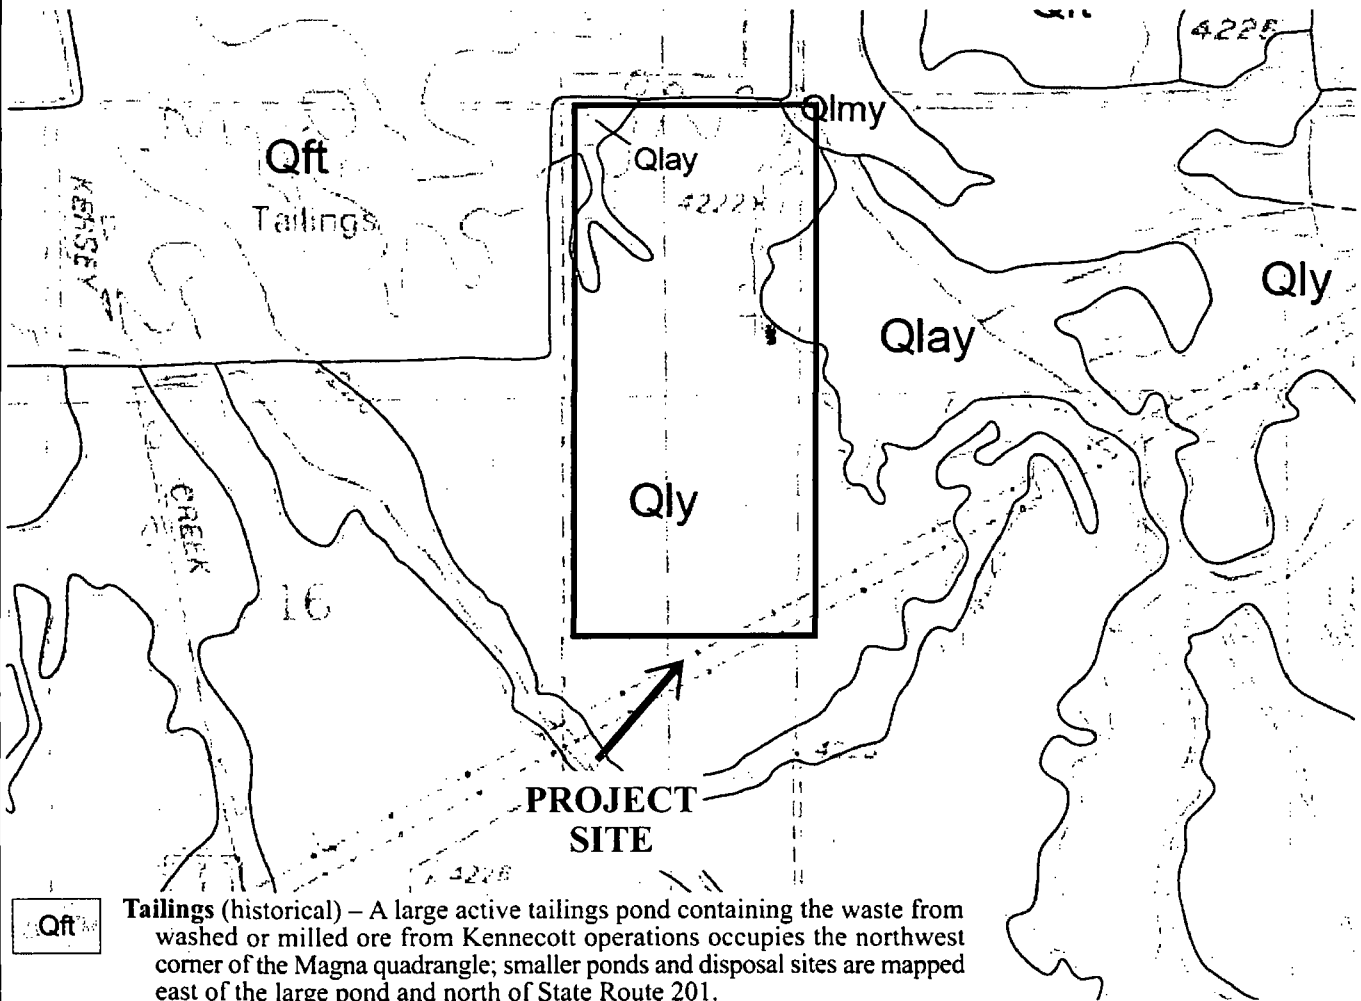 4225
Qlmy
Qft
Qlay
Tailings
KERSEY
4222
Qly
Qlay
Qly
CREEK
16
PROJECT
SITE
4226
Qft
Tailings (historical) – A large active tailings pond containing the waste from
washed or milled ore from Kennecott operations occupies the northwest
corner of the Magna quadrangle; smaller ponds and disposal sites are mapped
east of the large pond and north of State Route 201.